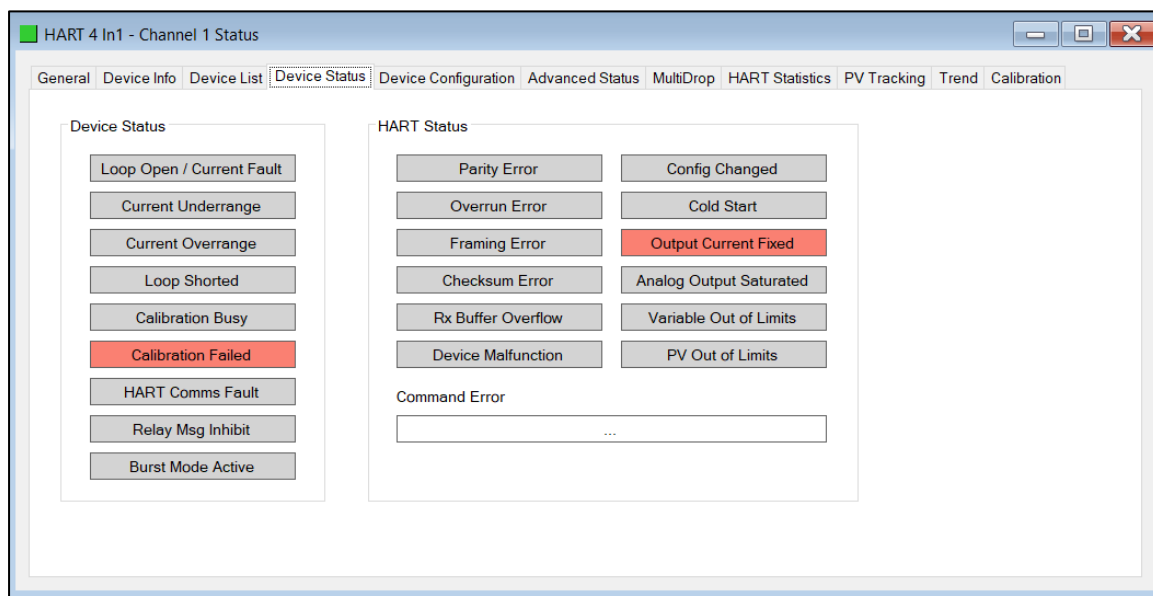 HART 4 In1 - Channel 1 Status
General Device Info Device List Device Status Device Configuration Advanced Status MultiDrop HART Statistics PV Tracking Trend Calibration
Device Status
Loop Open / Current Fault
Current Underrange
Current Overrange
Loop Shorted
Calibration Busy
Calibration Failed
HART Comms Fault
Relay Msg Inhibit
Burst Mode Active
HART Status
Parity Error
Overrun Error
Framing Error
Checksum Error
Rx Buffer Overflow
Device Malfunction
Config Changed
Cold Start
Output Current Fixed
Analog Output Saturated
Variable Out of Limits
PV Out of Limits
Command Error
...